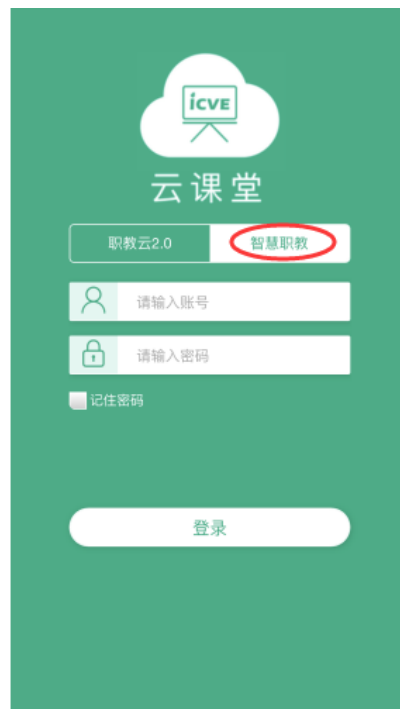 icve
云课堂
职教云2.0 智慧职教
请输入账号
请输入密码
记住密码
登录